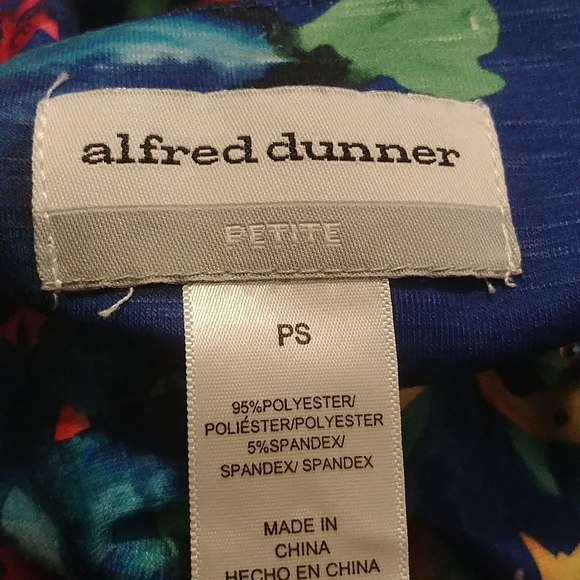 alfred dunner
PETITE
PS
95%POLYESTER/
POLIÉSTER/POLYESTER
5%SPANDEX/
SPANDEX/ SPANDEX
MADE IN
CHINA
HECHO EN CHINA